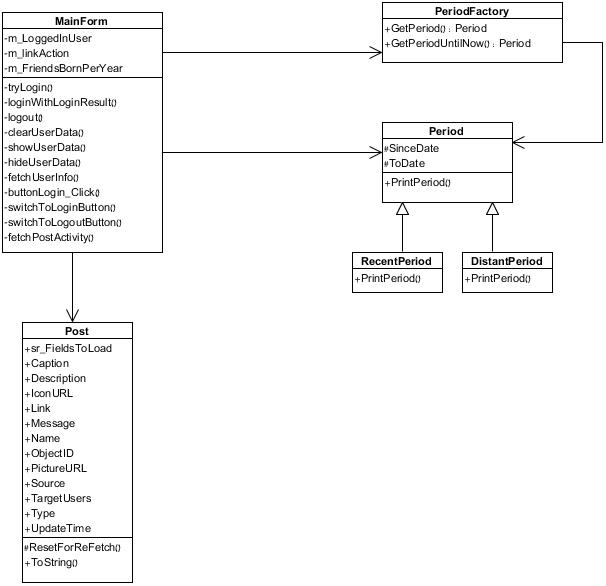 MainForm
-m_LoggedInUser
-m_linkAction
-m_FriendsBornPerYear
-tryLogin()
-loginWithLoginResult()
-logout()
-clearUserData()
-showUserData()
-hideUserData()
-fetchUserInfo()
-buttonLogin_Click()
-switchToLoginButton()
-switchToLogoutButton()
-fetchPostActivity()
PeriodFactory
+GetPeriod() : Period
+GetPeriodUntilNow() : Period
Period
#SinceDate
#ToDate
+PrintPeriod()
RecentPeriod
+PrintPeriod()
DistantPeriod
+PrintPeriod()
Post
+sr_FieldsToLoad
+Caption
+Description
+IconURL
+Link
+Message
+Name
+ObjectID
+PictureURL
+Source
+TargetUsers
+Type
+UpdateTime
#ResetForReFetch()
+ToString()